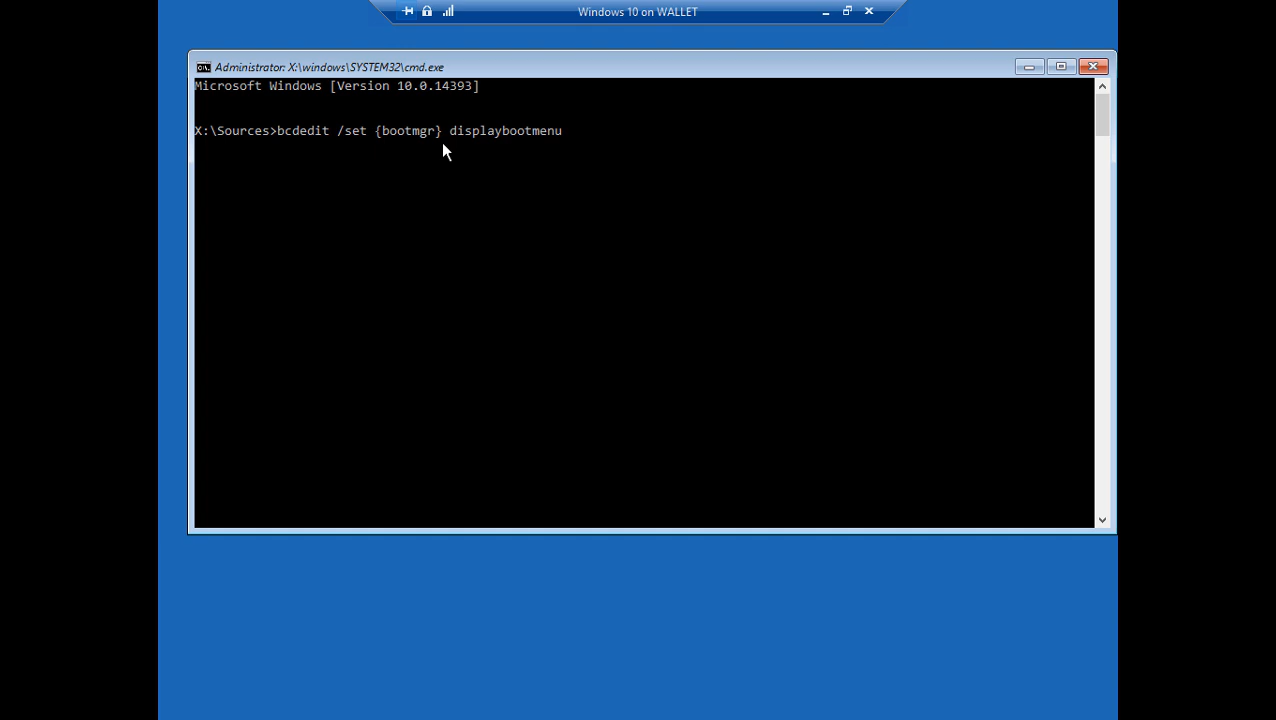 Windows 10 on WALLET
Administrator: X:\windows\SYSTEM32\cmd.exe
Microsoft Windows [Version 10.0.14393]
X:\Sources>bcdedit /set {bootmgr} displaybootmenu